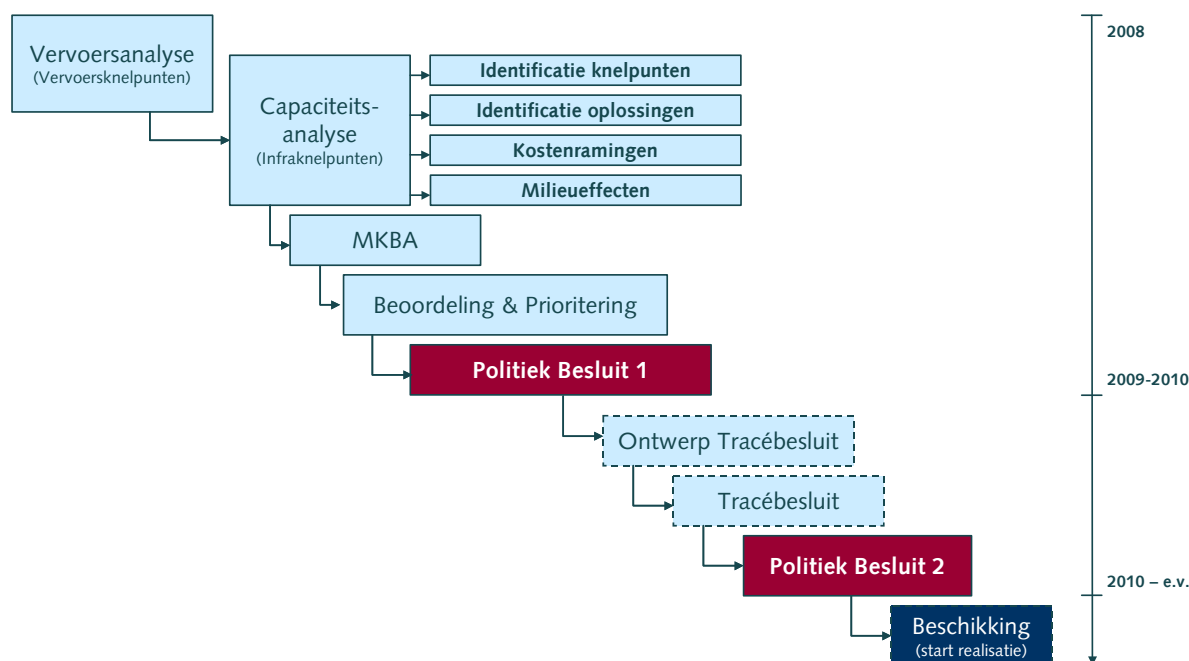 Vervoersanalyse
(Vervoersknelpunten)
2008
Capaciteits-
analyse
(Infraknelpunten)
Identificatie knelpunten
Identificatie oplossingen
Kostenramingen
Milieueffecten
MKBA
Beoordeling & Prioritering
Politiek Besluit 1
2009-2010
Ontwerp Tracébesluit
Tracébesluit
Politiek Besluit 2
2010 – e.v.
Beschikking
(start realisatie)